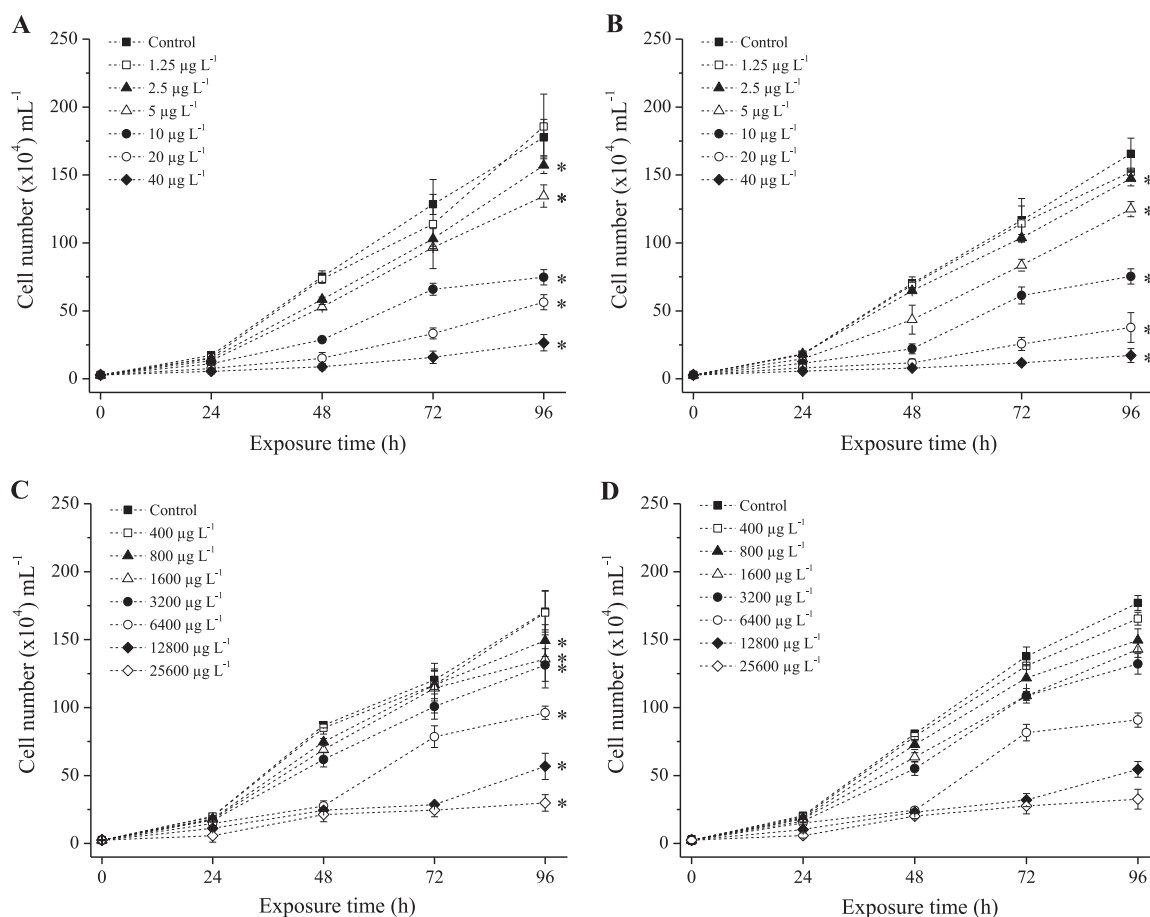 A
250
200
150
100
50
0
Cell number (x10⁴) mL⁻¹
Control
1.25 µg L⁻¹
2.5 µg L⁻¹
5 µg L⁻¹
10 µg L⁻¹
20 µg L⁻¹
40 µg L⁻¹
*
*
*
*
*
0 24 48 72 96
Exposure time (h)
B
250
200
150
100
50
0
Cell number (x10⁴) mL⁻¹
Control
1.25 µg L⁻¹
2.5 µg L⁻¹
5 µg L⁻¹
10 µg L⁻¹
20 µg L⁻¹
40 µg L⁻¹
*
*
*
*
*
0 24 48 72 96
Exposure time (h)
C
250
200
150
100
50
0
Cell number (x10⁴) mL⁻¹
Control
400 µg L⁻¹
800 µg L⁻¹
1600 µg L⁻¹
3200 µg L⁻¹
6400 µg L⁻¹
12800 µg L⁻¹
25600 µg L⁻¹
*
*
*
*
*
*
0 24 48 72 96
Exposure time (h)
D
250
200
150
100
50
0
Cell number (x10⁴) mL⁻¹
Control
400 µg L⁻¹
800 µg L⁻¹
1600 µg L⁻¹
3200 µg L⁻¹
6400 µg L⁻¹
12800 µg L⁻¹
25600 µg L⁻¹
0 24 48 72 96
Exposure time (h)